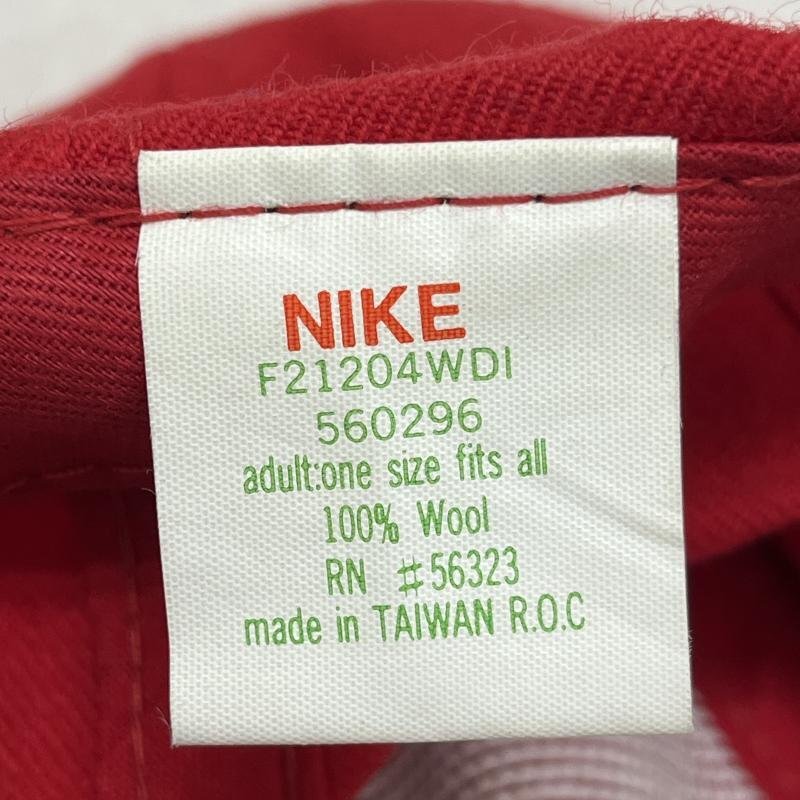 NIKE
F21204WDI
560296
adult:one size fits all
100% Wool
RN #56323
made in TAIWAN R.O.C